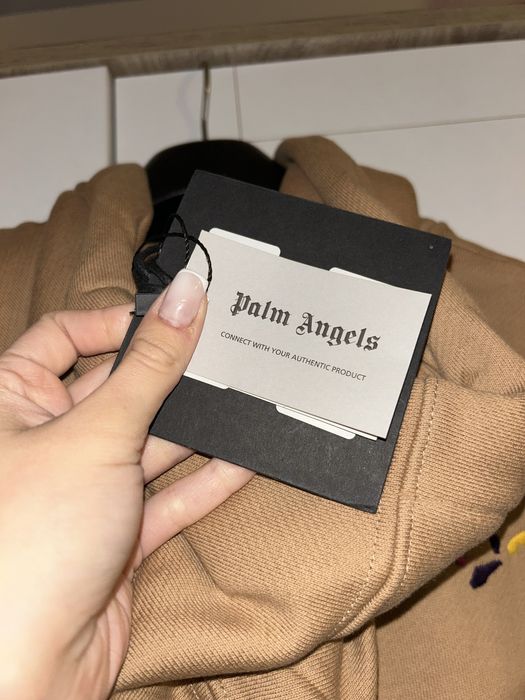 Palm Angels
CONNECT WITH YOUR AUTHENTIC PRODUCT